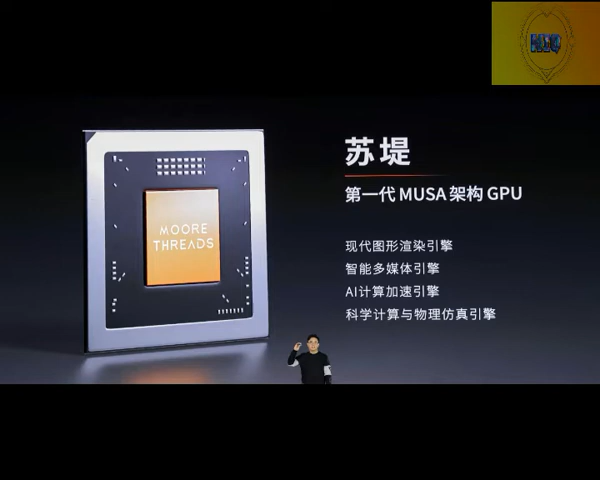 NSQ
苏堤
第一代 MUSA 架构 GPU
MOORE
THREADS
现代图形渲染引擎
智能多媒体引擎
AI计算加速引擎
科学计算与物理仿真引擎